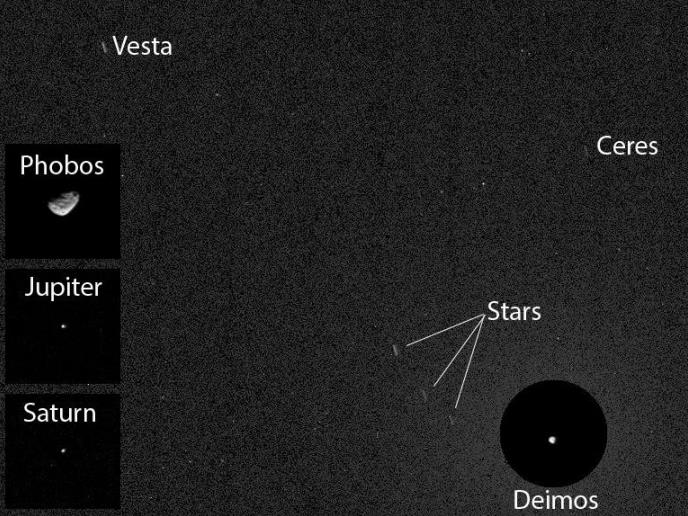 Vesta
Ceres
Phobos
Jupiter
Stars
Saturn
Deimos